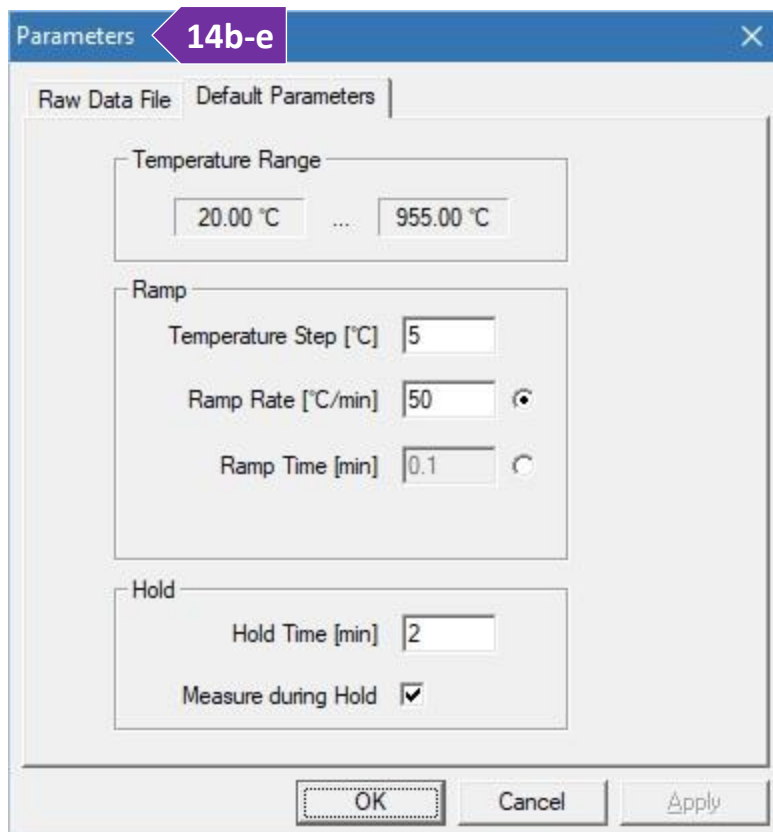 Parameters
14b-e
Raw Data File Default Parameters
Temperature Range
20.00 °C ... 955.00 °C
Ramp
Temperature Step [°C] 5
Ramp Rate [°C/min] 50
Ramp Time [min] 0.1
Hold
Hold Time [min] 2
Measure during Hold
OK Cancel Apply